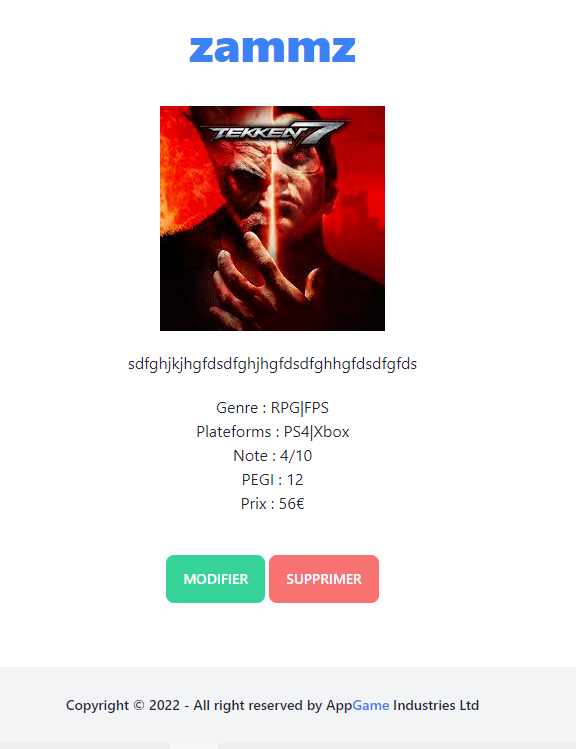 zammz
TEKKEN 7
sdfghjkjhgfdsdfghjhgfdsdfghhgfdsdfgfds
Genre : RPG|FPS
Plateforms : PS4|Xbox
Note : 4/10
PEGI : 12
Prix : 56€
MODIFIER SUPPRIMER
Copyright © 2022 - All right reserved by AppGame Industries Ltd